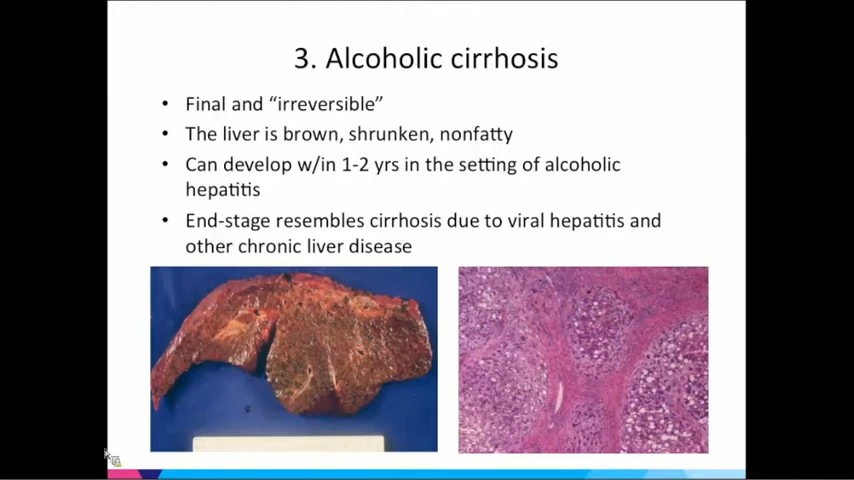 3. Alcoholic cirrhosis
• Final and “irreversible”
• The liver is brown, shrunken, nonfatty
• Can develop w/in 1-2 yrs in the setting of alcoholic
hepatitis
• End-stage resembles cirrhosis due to viral hepatitis and
other chronic liver disease